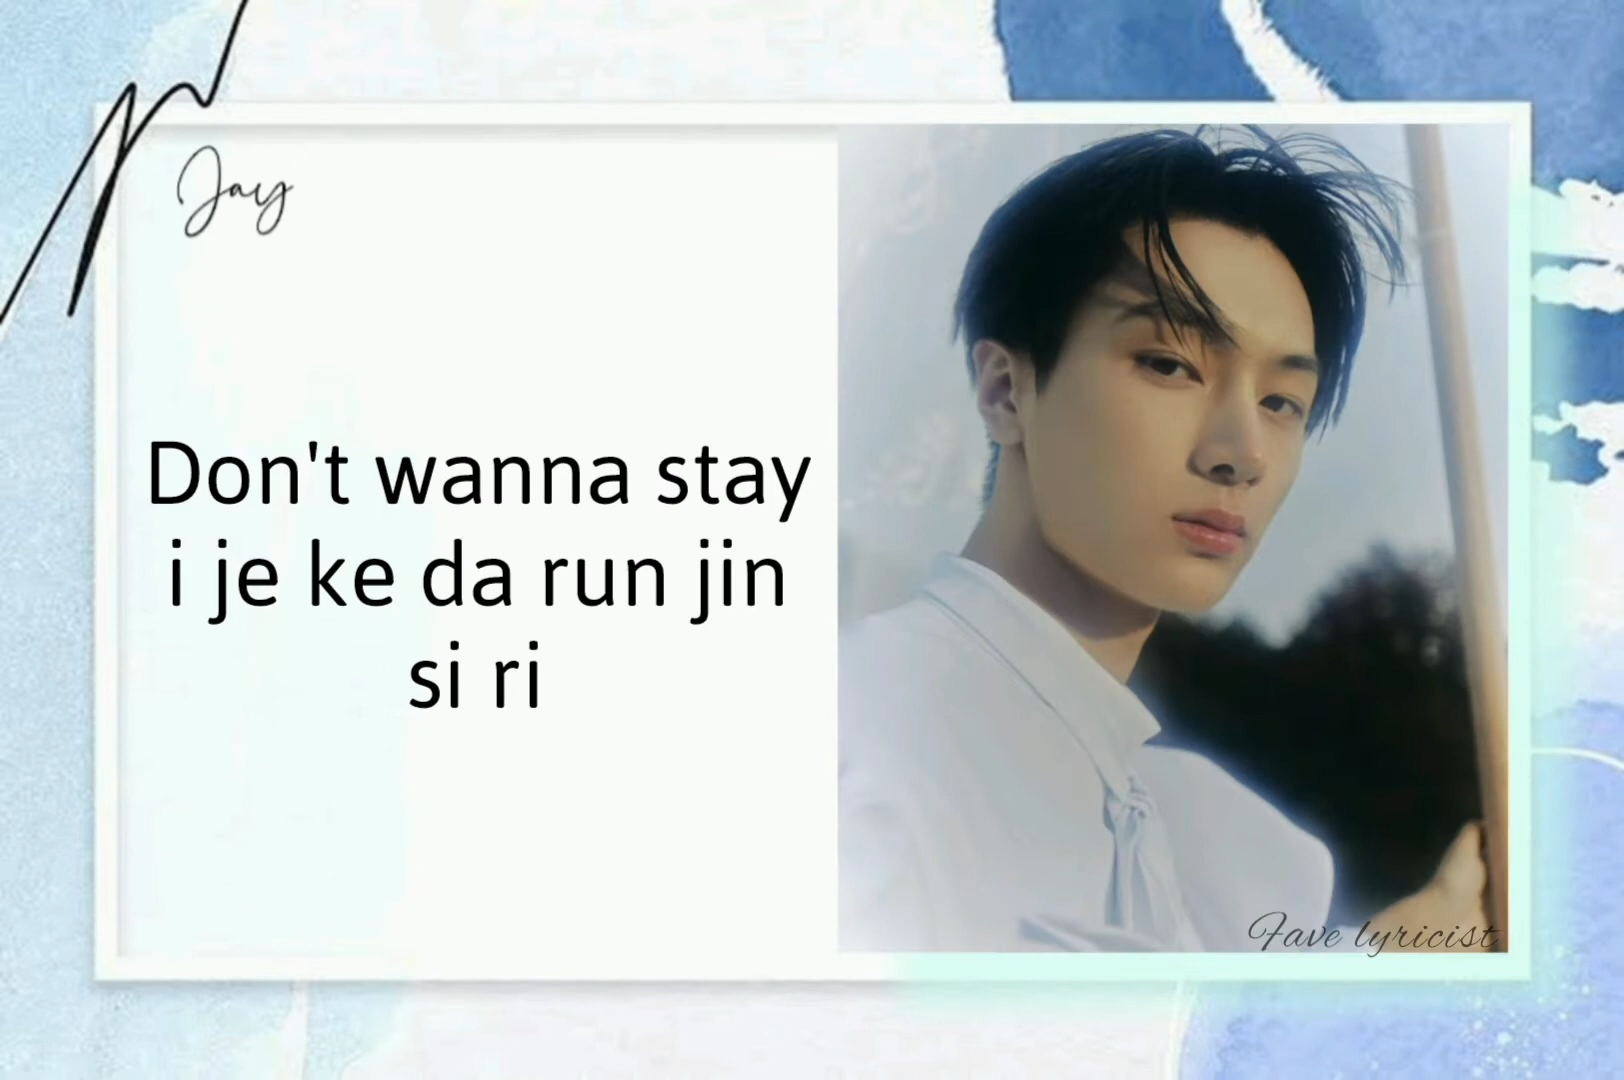 Jay
Don't wanna stay
i je ke da run jin
si ri
Fave lyricist